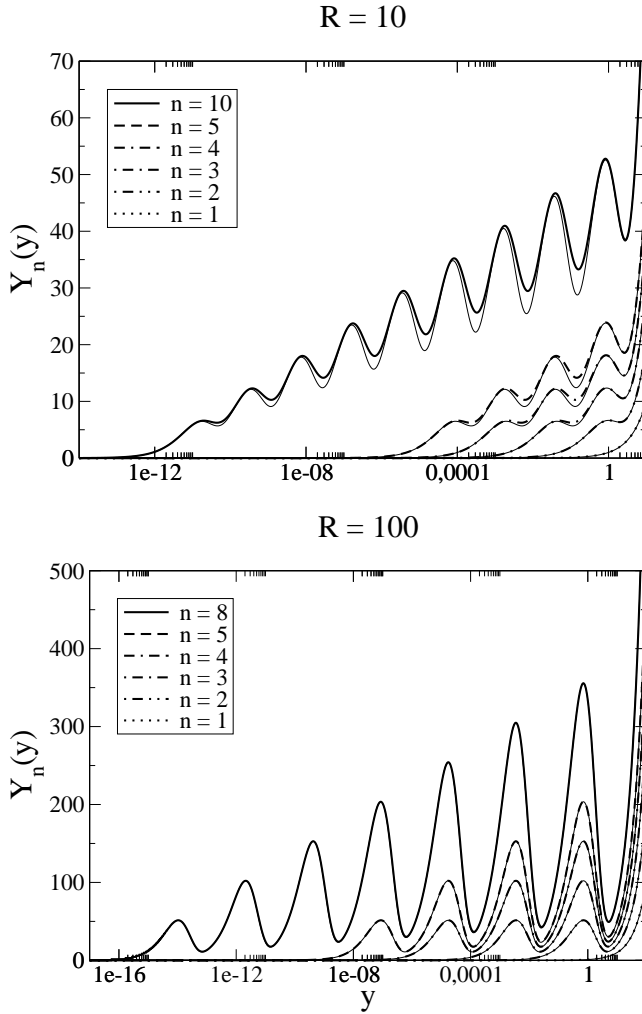 R = 10
70
60
50
40
30
20
10
0
Y_n(y)
n = 10
n = 5
n = 4
n = 3
n = 2
n = 1
1e-12
1e-08
0,0001
1
R = 100
500
400
300
200
100
0
Y_n(y)
n = 8
n = 5
n = 4
n = 3
n = 2
n = 1
1e-16
1e-12
1e-08
0,0001
1
y